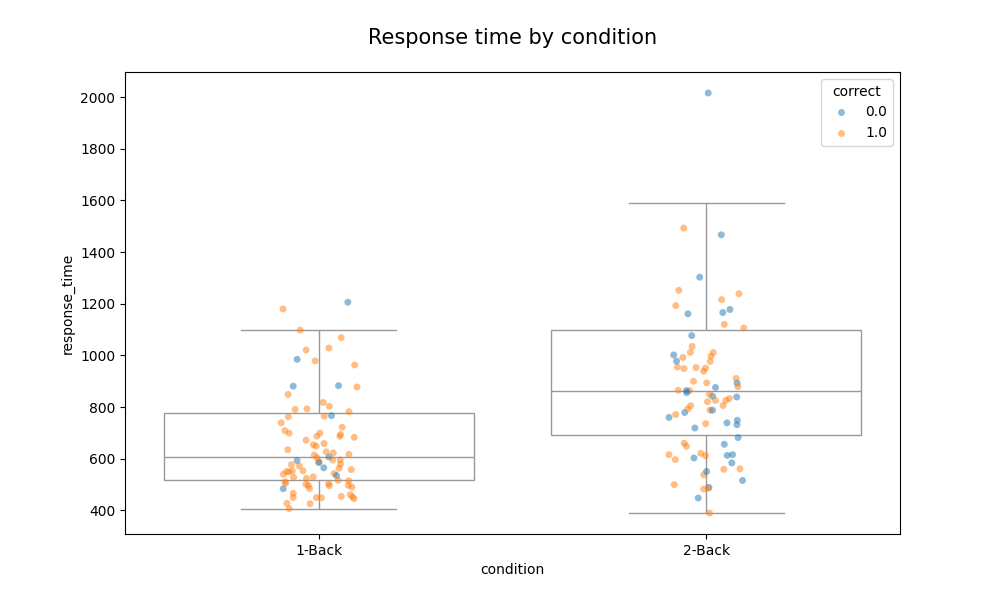 Response time by condition
correct
0.0
1.0
2000
1800
1600
1400
1200
1000
800
600
400
response_time
1-Back
2-Back
condition